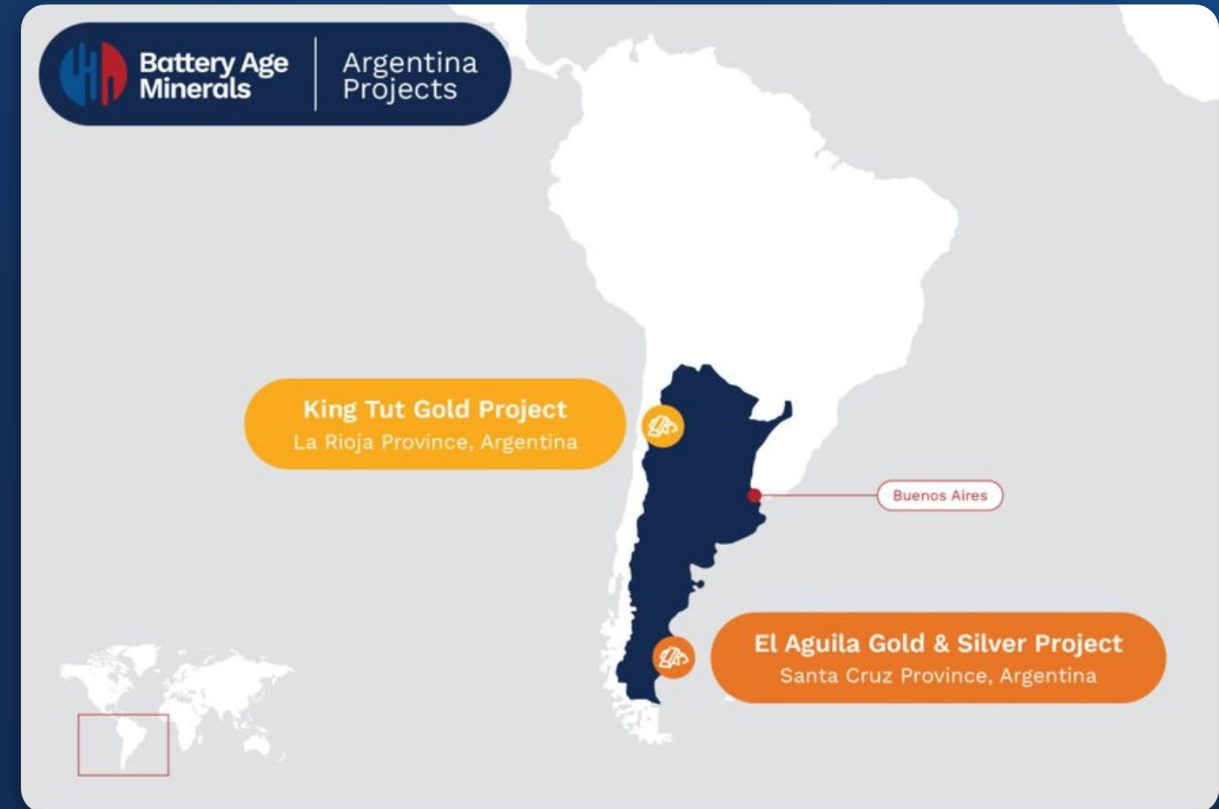 Battery Age
Minerals
Argentina
Projects
King Tut Gold Project
La Rioja Province, Argentina
Buenos Aires
El Aguila Gold & Silver Project
Santa Cruz Province, Argentina